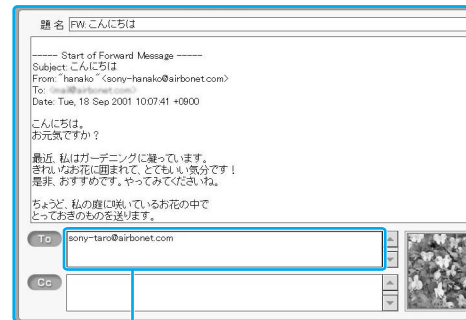 題 名 FW: こんにちは
----- Start of Forward Message -----
Subject: こんにちは
From:"hanako "<sony-hanako@airbonet.com>
To:
Date: Tue, 18 Sep 2001 10:07:41 +0900
こんにちは。
お元気ですか？
最近、私はガーデニングに凝っています。
きれいなお花に囲まれて、とてもいい気分です！
是非、おすすめです。やってみてくださいね。
ちょうど、私の庭に咲いているお花の中で
とっておきのものを送ります。
To sony-taro@airbonet.com
Cc